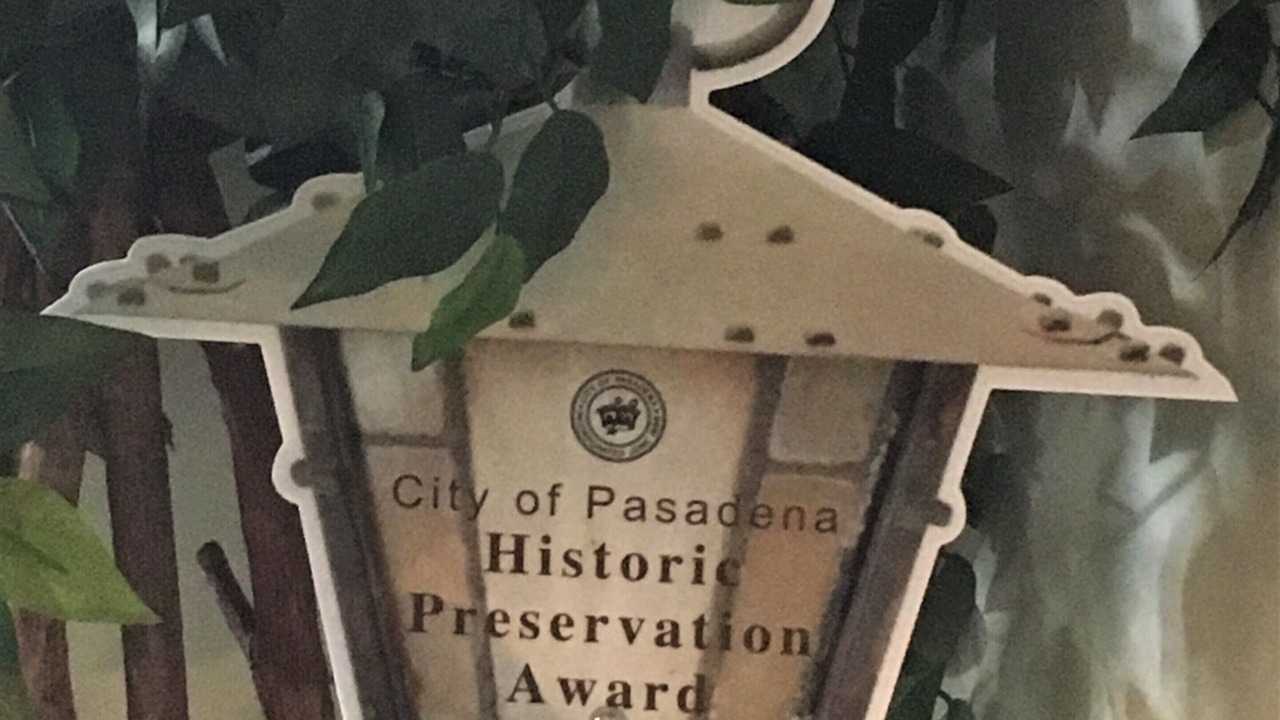 City of Pasadena
Historic
Preservation
Award